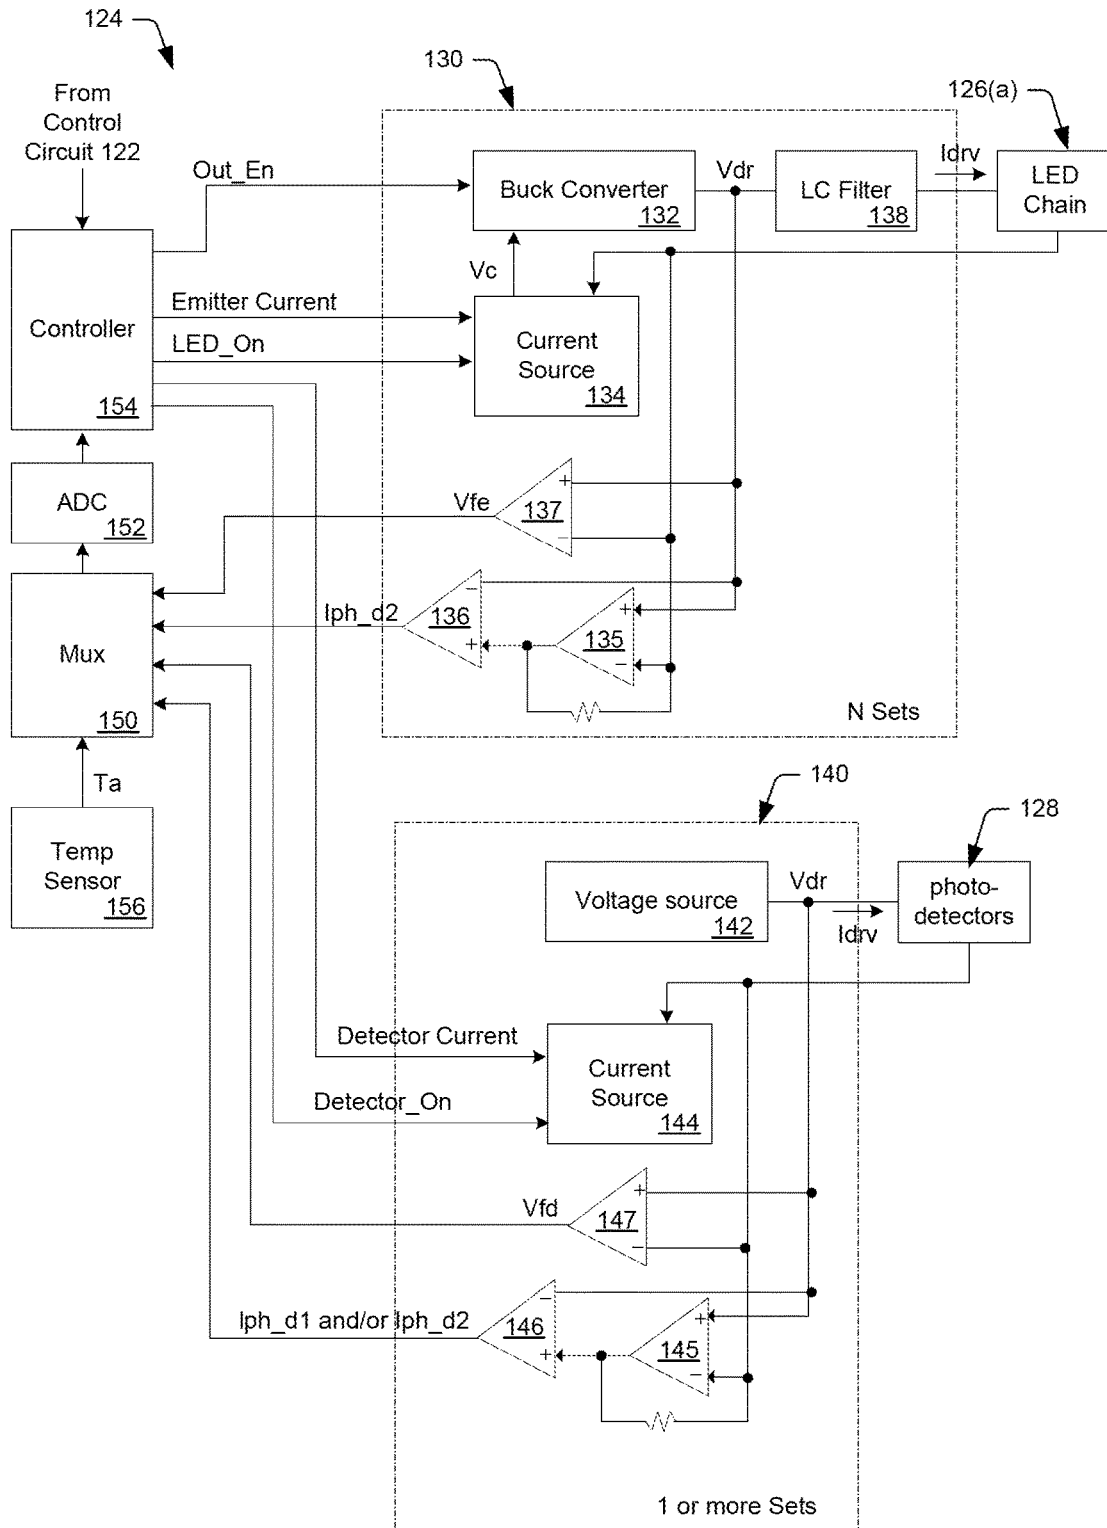 124
From
Control
Circuit 122
130
126(a)
Out_En
Buck Converter
132
Vdr
LC Filter
138
Idrv
LED
Chain
Vc
Controller
154
Emitter Current
LED_On
Current
Source
134
ADC
152
Vfe
+
137
−
Mux
150
Iph_d2
−
136
+
+
135
−
N Sets
Ta
Temp
Sensor
156
140
128
Voltage source
142
Vdr
Idrv
photo-
detectors
Detector Current
Detector_On
Current
Source
144
Vfd
+
147
−
Iph_d1 and/or Iph_d2
−
146
+
+
145
−
1 or more Sets